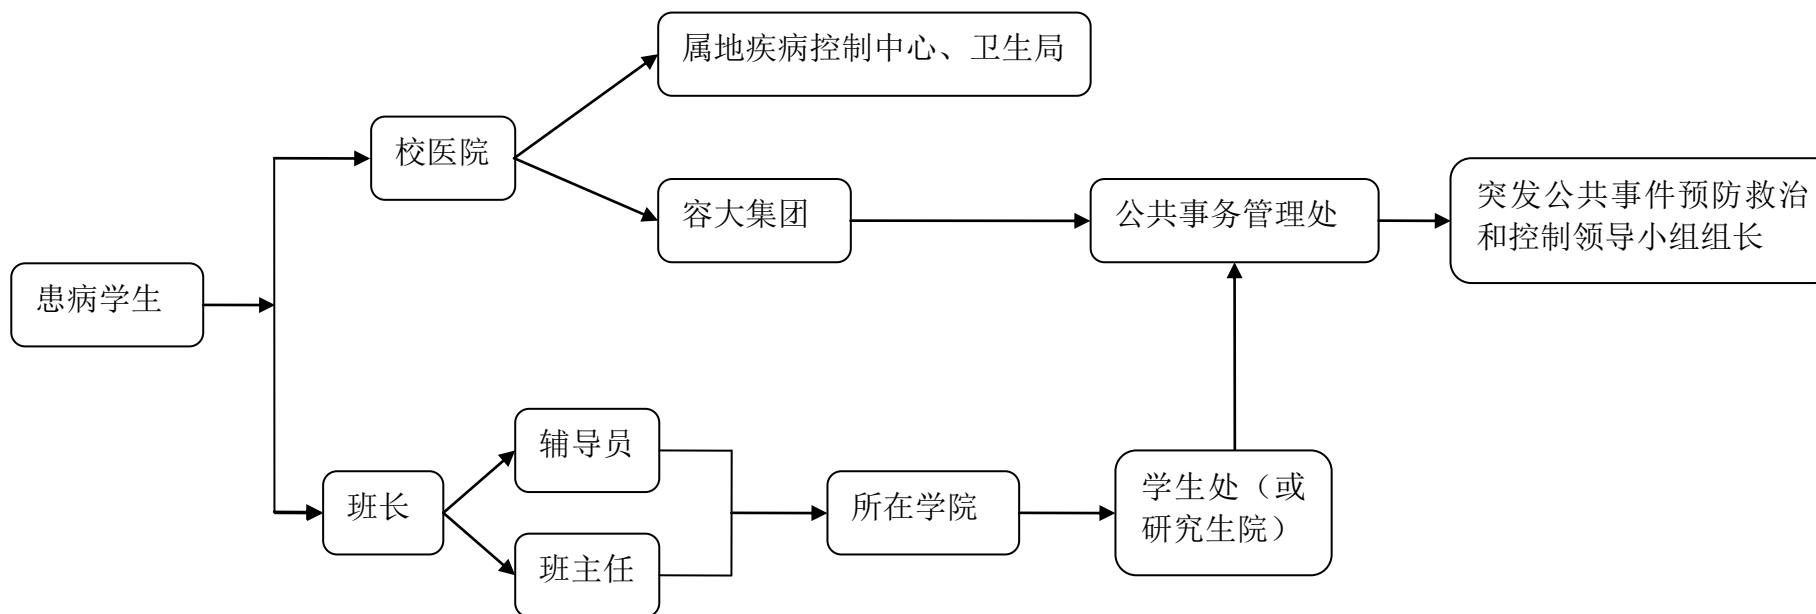 属地疾病控制中心、卫生局
校医院
容大集团
公共事务管理处
突发公共事件预防救治
和控制领导小组组长
患病学生
辅导员
班长
班主任
所在学院
学生处（或
研究生院）